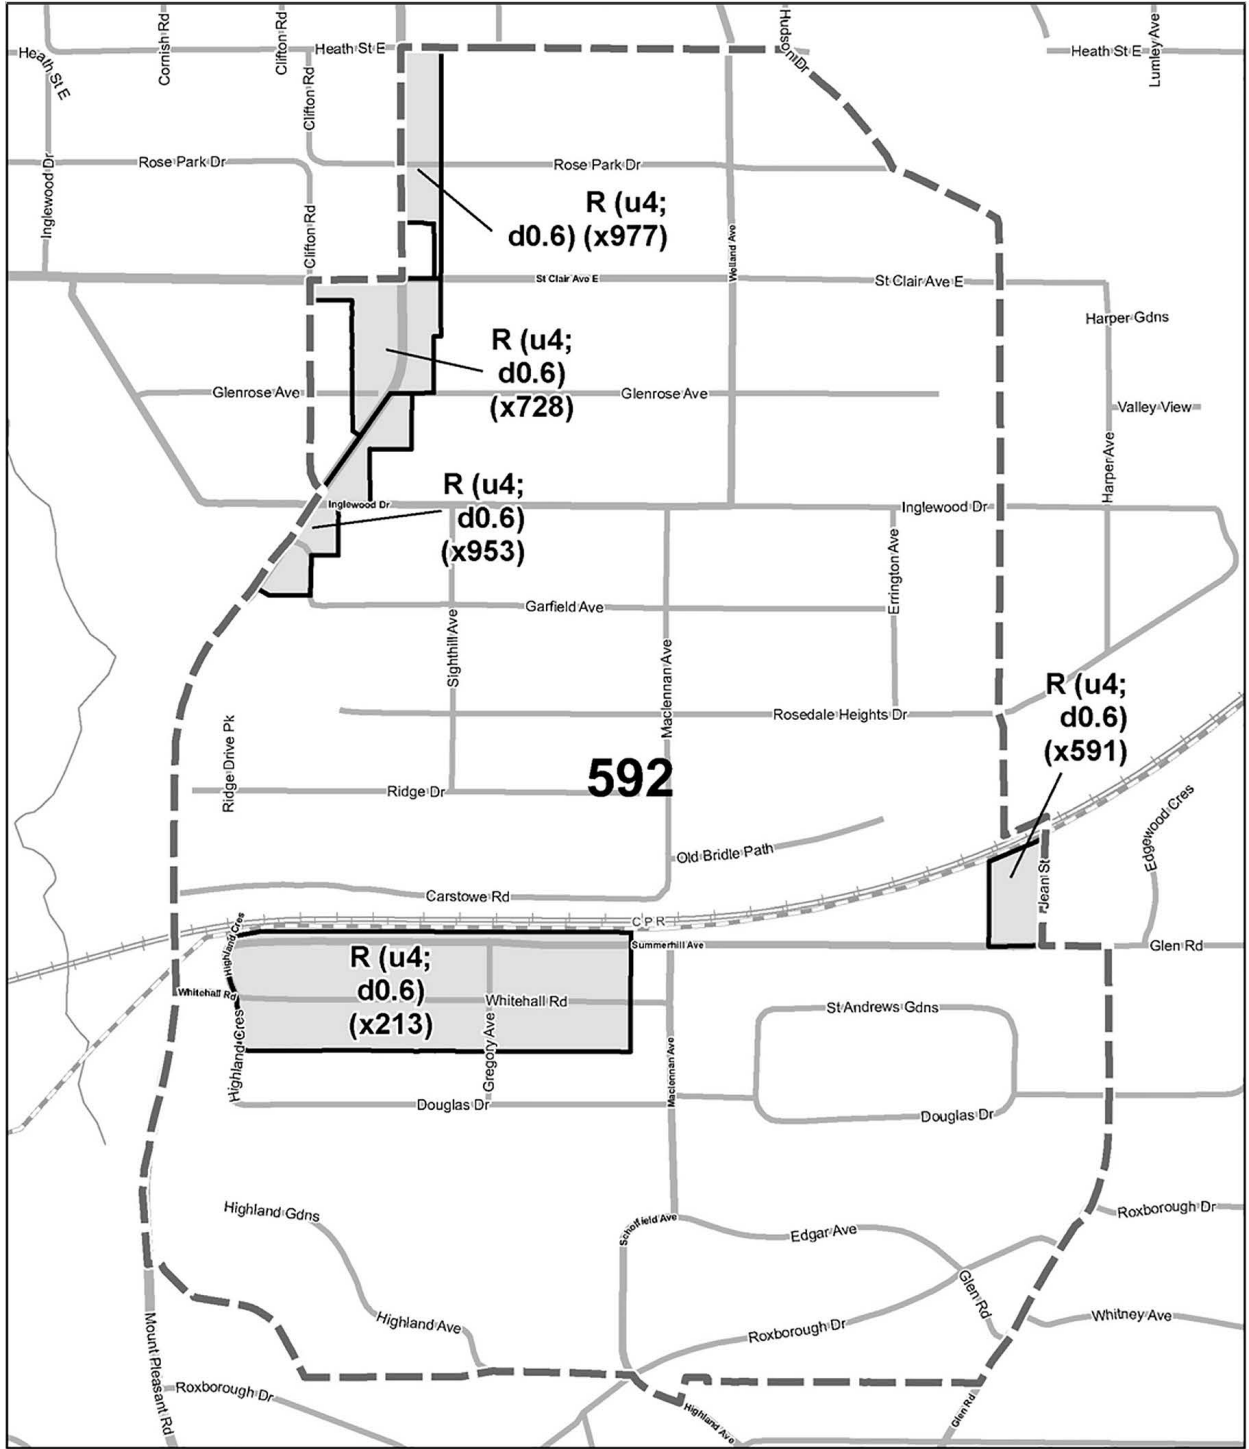 Cornish Rd
Clifton Rd
Hudson Dr
Lumley Ave
Heath St E
Heath St E
Heath St E
Clifton Rd
Inglewood Dr
Rose Park Dr
Rose Park Dr
R (u4;
d0.6) (x977)
Clifton Rd
Welland Ave
St Clair Ave E
St Clair Ave E
Harper Gdns
R (u4;
d0.6)
(x728)
Glenrose Ave
Glenrose Ave
Valley View
Harper Ave
R (u4;
d0.6)
(x953)
Inglewood Dr
Inglewood Dr
Errington Ave
Garfield Ave
Sighthill Ave
Maclennan Ave
R (u4;
d0.6)
(x591)
Rosedale Heights Dr
Ridge Drive Pk
592
Ridge Dr
Edgewood Cres
Old Bridle Path
Jean St
Carstowe Rd
CPR
Highland Cres
Summerhill Ave
Glen Rd
R (u4;
d0.6)
(x213)
Whitehall Rd
Whitehall Rd
St Andrews Gdns
Highland Cres
Gregory Ave
Maclennan Ave
Douglas Dr
Douglas Dr
Highland Gdns
Scholfield Ave
Edgar Ave
Roxborough Dr
Glen Rd
Highland Ave
Roxborough Dr
Whitney Ave
Mount Pleasant Rd
Roxborough Dr
Highland Ave
Glen Rd